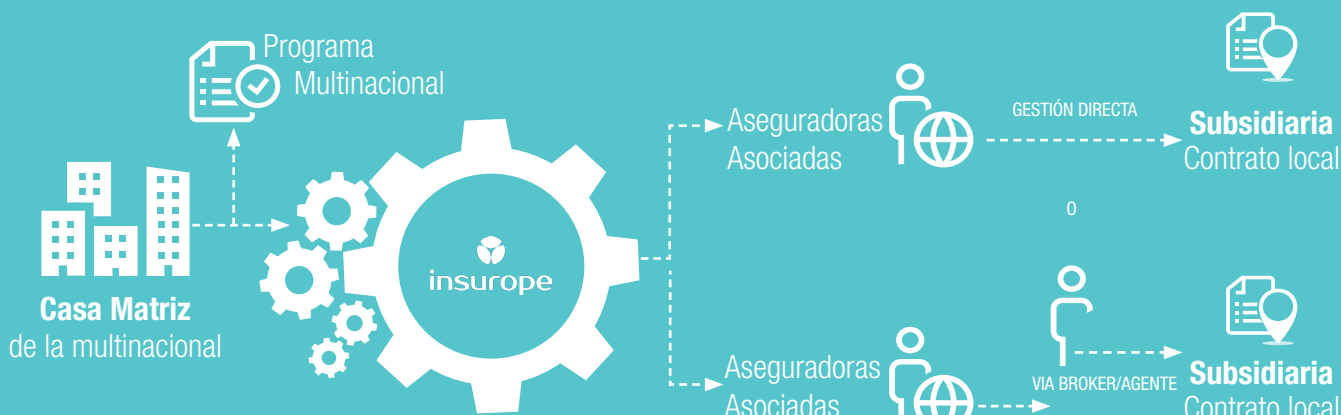 Programa
Multinacional
Casa Matriz
de la multinacional
insurope
Aseguradoras
Asociadas
GESTIÓN DIRECTA
Subsidiaria
Contrato local
O
Aseguradoras
Asociadas
VIA BROKER/AGENTE
Subsidiaria
Contrato local